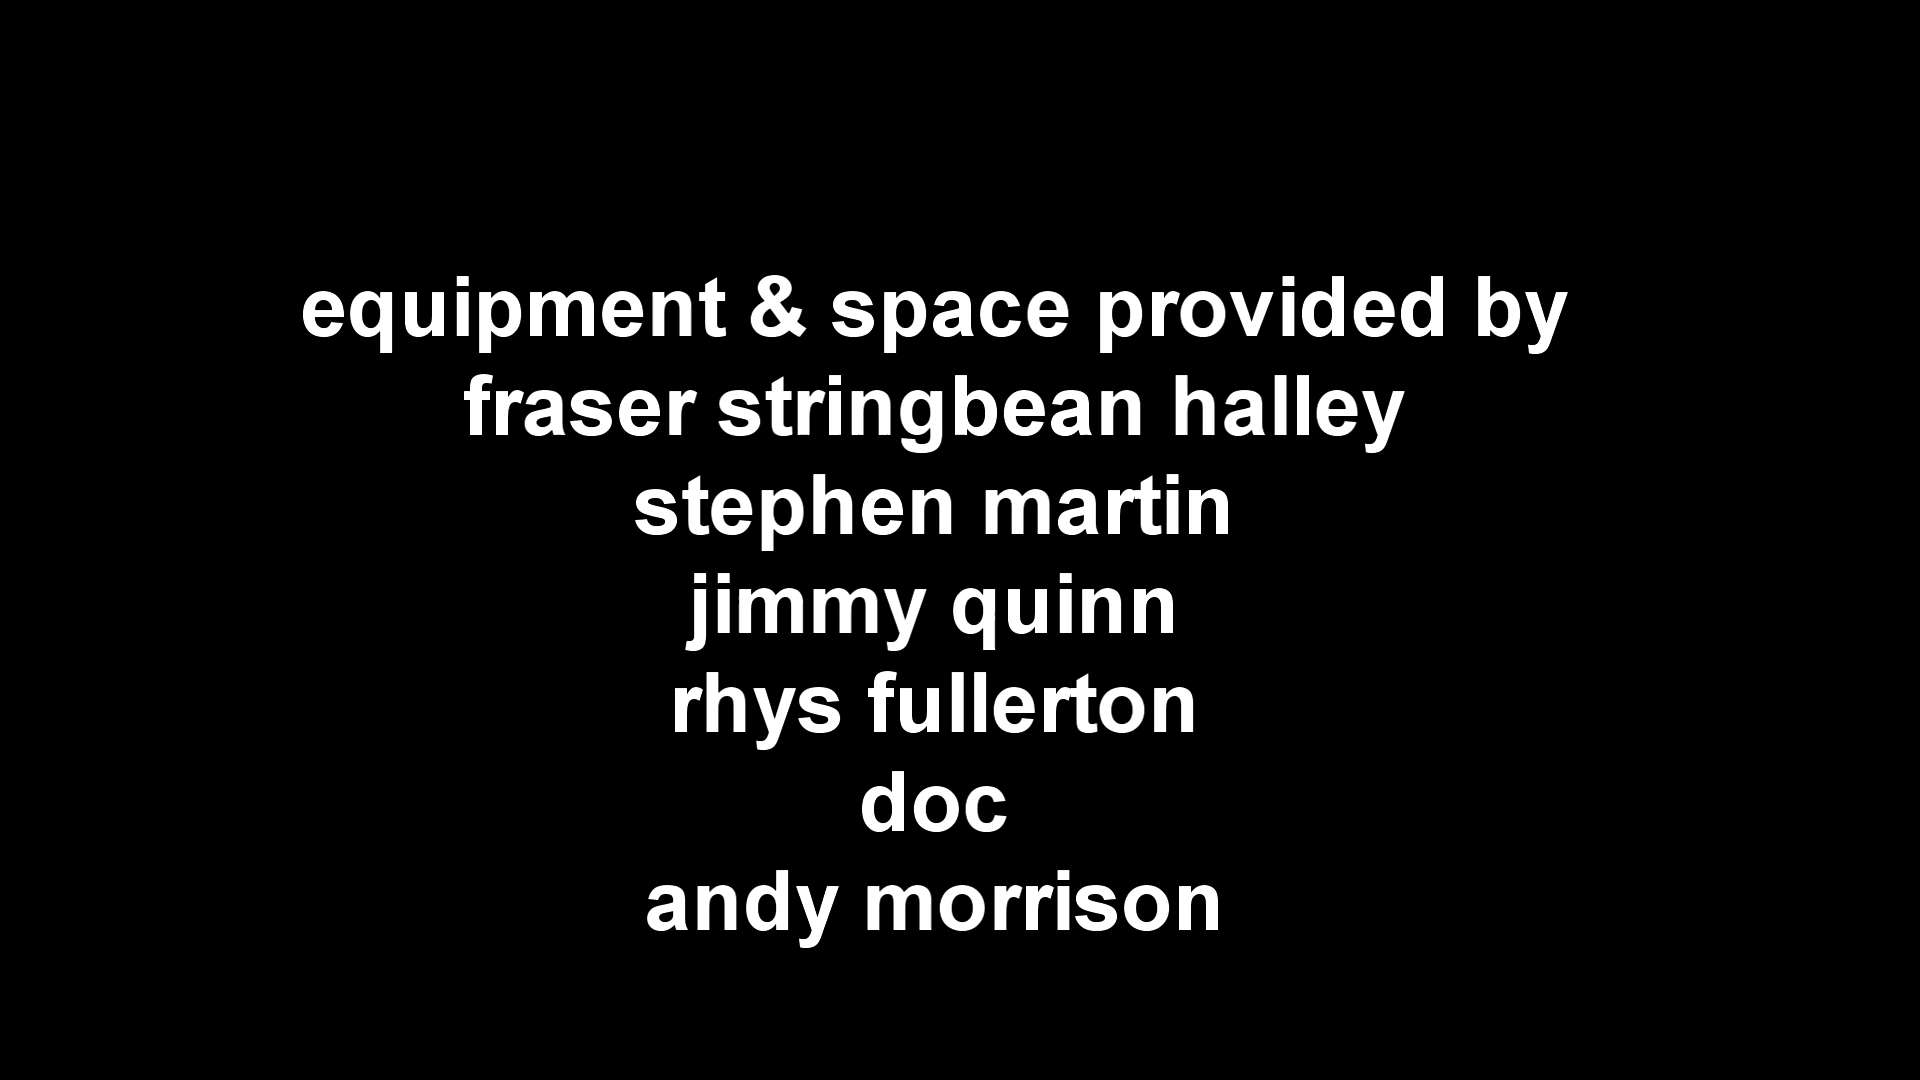 equipment & space provided by
fraser stringbean halley
stephen martin
jimmy quinn
rhys fullerton
doc
andy morrison